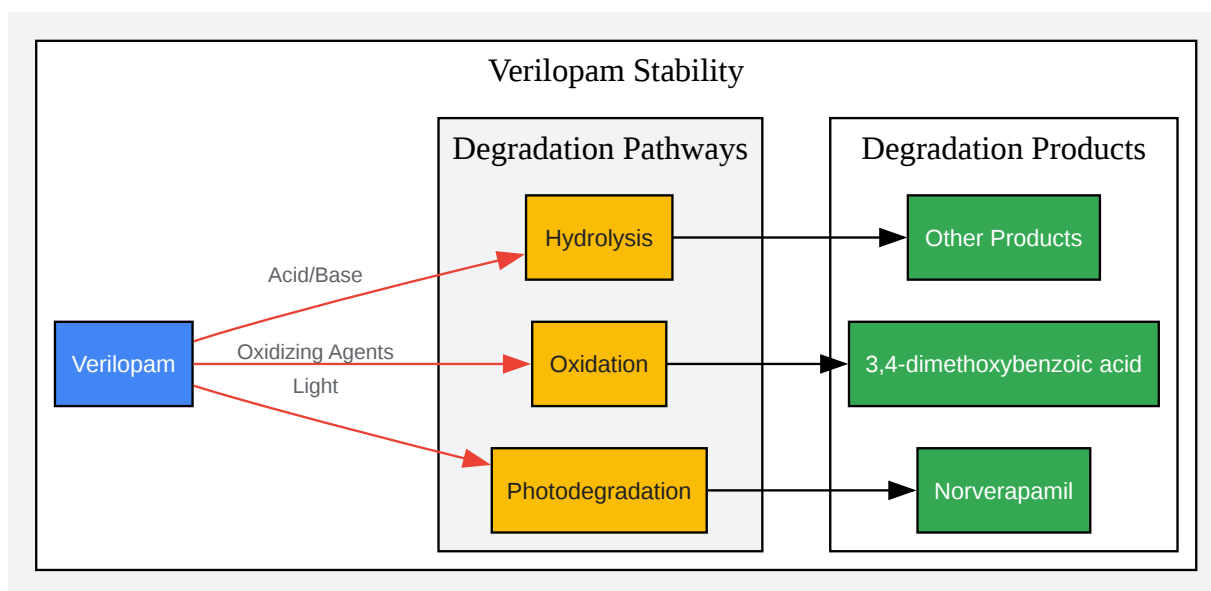 Verilopam Stability
Degradation Pathways
Degradation Products
Hydrolysis
Other Products
Acid/Base
Verilopam
Oxidizing Agents
Oxidation
3,4-dimethoxybenzoic acid
Light
Photodegradation
Norverapamil